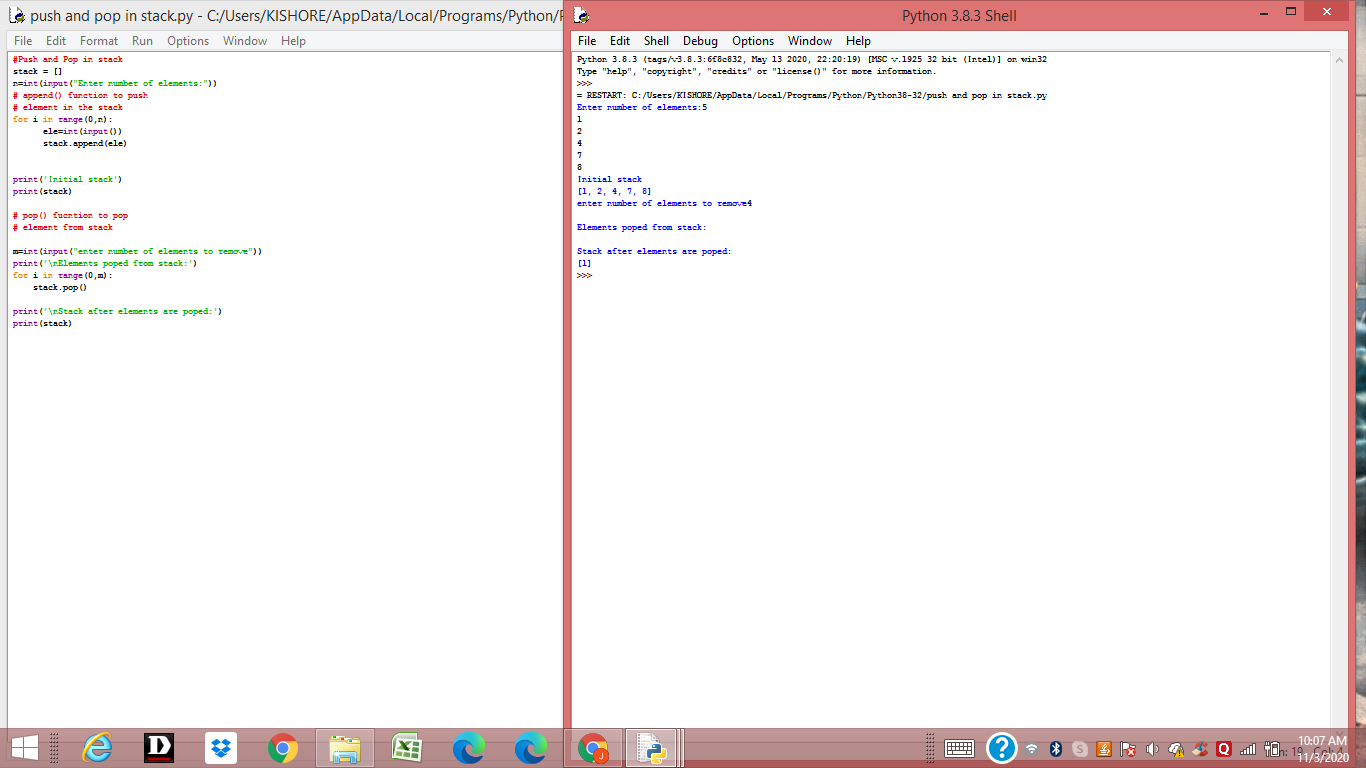 push and pop in stack.py - C:/Users/KISHORE/AppData/Local/Programs/Python/
File Edit Format Run Options Window Help
#Push and Pop in stack
stack = []
n=int(input("Enter number of elements:"))
# append() function to push
# element in the stack
for i in range(0,n):
ele=int(input())
stack.append(ele)
print('Initial stack')
print(stack)
# pop() fucntion to pop
# element from stack
m=int(input("enter number of elements to remove"))
print('\nElements poped from stack:')
for i in range(0,m):
stack.pop()
print('\nStack after elements are poped:')
print(stack)
Python 3.8.3 Shell
File Edit Shell Debug Options Window Help
Python 3.8.3 (tags/v3.8.3:6f8c832, May 13 2020, 22:20:19) [MSC v.1925 32 bit (Intel)] on win32
Type "help", "copyright", "credits" or "license()" for more information.
>>>
= RESTART: C:/Users/KISHORE/AppData/Local/Programs/Python/Python38-32/push and pop in stack.py
Enter number of elements:5
1
2
4
7
8
Initial stack
[1, 2, 4, 7, 8]
enter number of elements to remove4
Elements poped from stack:
Stack after elements are poped:
[1]
>>>
10:07 AM
11/3/2020